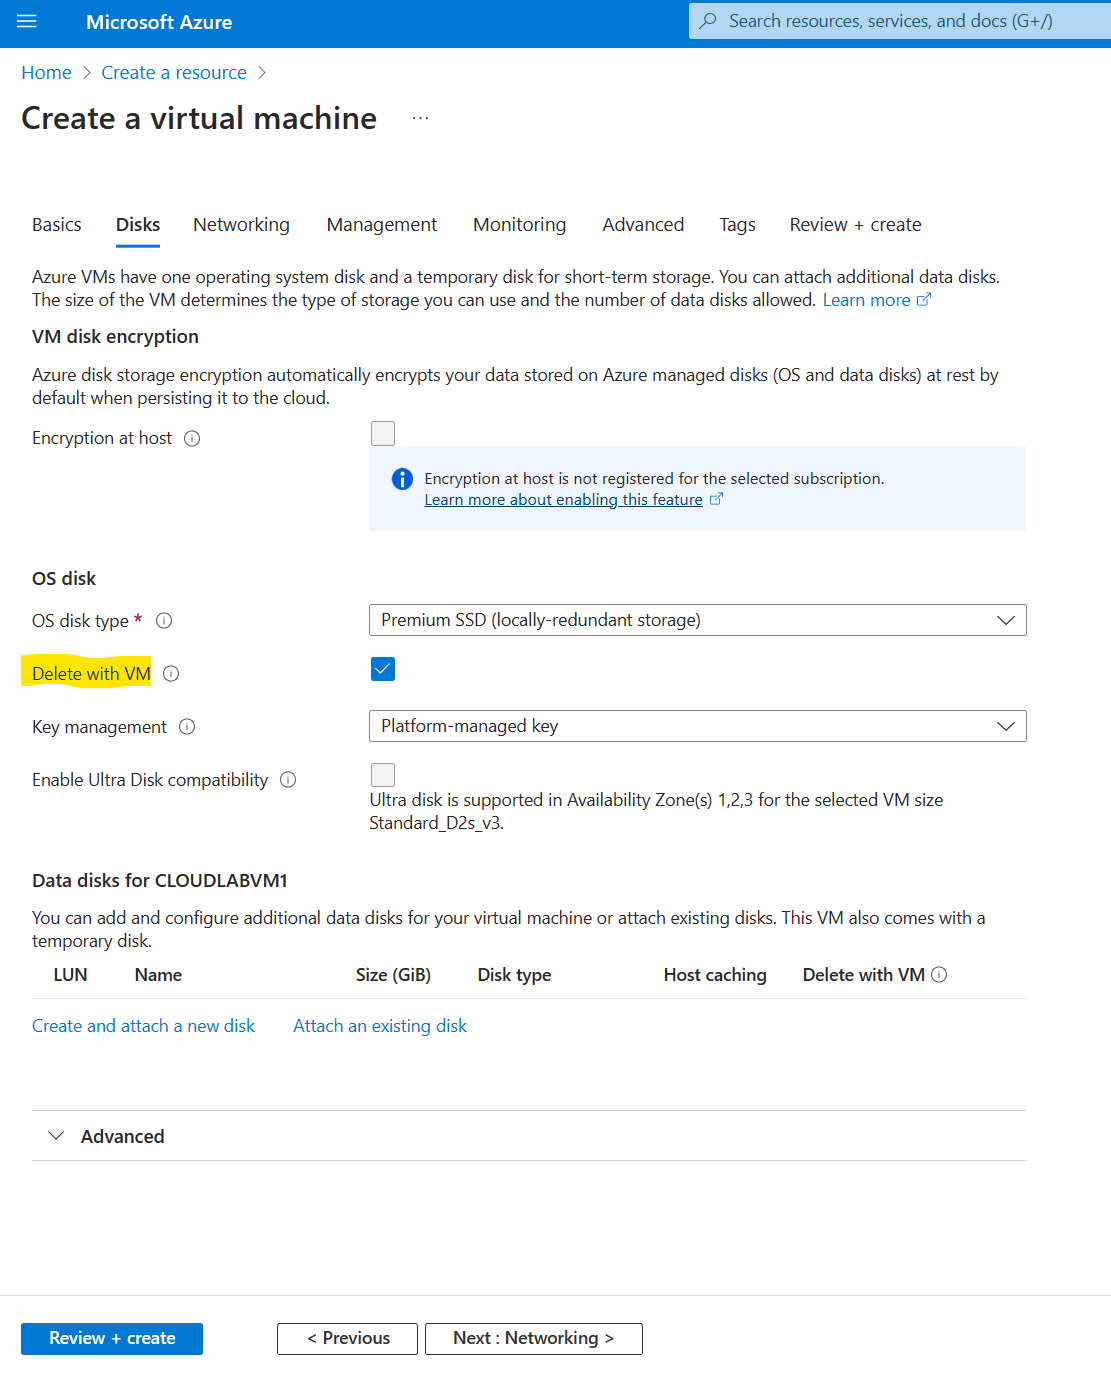 Microsoft Azure
Search resources, services, and docs (G+/)
Home > Create a resource >
Create a virtual machine ...
Basics Disks Networking Management Monitoring Advanced Tags Review + create
Azure VMs have one operating system disk and a temporary disk for short-term storage. You can attach additional data disks.
The size of the VM determines the type of storage you can use and the number of data disks allowed. Learn more
VM disk encryption
Azure disk storage encryption automatically encrypts your data stored on Azure managed disks (OS and data disks) at rest by
default when persisting it to the cloud.
Encryption at host
Encryption at host is not registered for the selected subscription.
Learn more about enabling this feature
OS disk
OS disk type * Premium SSD (locally-redundant storage)
Delete with VM
Key management Platform-managed key
Enable Ultra Disk compatibility
Ultra disk is supported in Availability Zone(s) 1,2,3 for the selected VM size
Standard_D2s_v3.
Data disks for CLOUDLABVM1
You can add and configure additional data disks for your virtual machine or attach existing disks. This VM also comes with a
temporary disk.
LUN Name Size (GiB) Disk type Host caching Delete with VM
Create and attach a new disk Attach an existing disk
Advanced
Review + create < Previous Next : Networking >